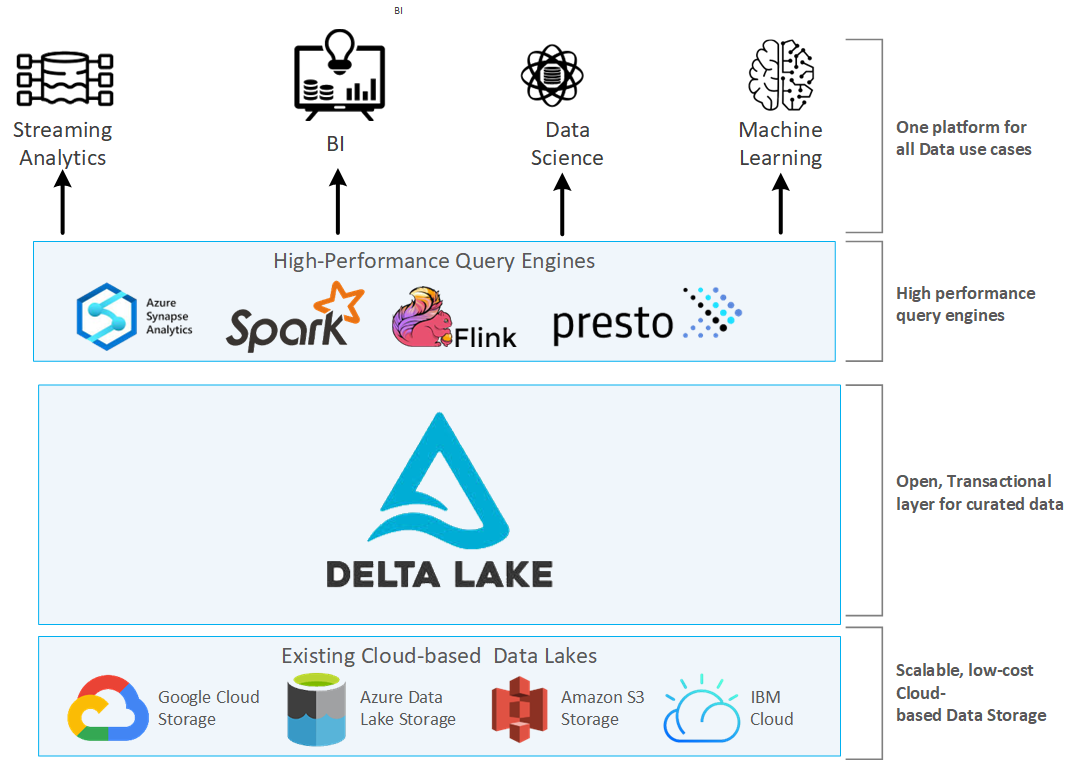 BI
Streaming
Analytics
BI
Data
Science
Machine
Learning
One platform for
all Data use cases
High-Performance Query Engines
Azure
Synapse
Analytics
Spark
Flink
presto
High performance
query engines
DELTA LAKE
Open, Transactional
layer for curated data
Existing Cloud-based Data Lakes
Google Cloud
Storage
Azure Data
Lake Storage
Amazon S3
Storage
IBM
Cloud
Scalable, low-cost
Cloud-
based Data Storage